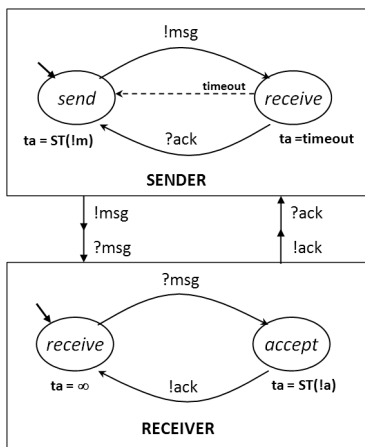 !msg
send
timeout
receive
?ack
ta = ST(!m)
ta =timeout
SENDER
!msg
?msg
?ack
!ack
?msg
receive
accept
!ack
ta = ∞
ta = ST(!a)
RECEIVER